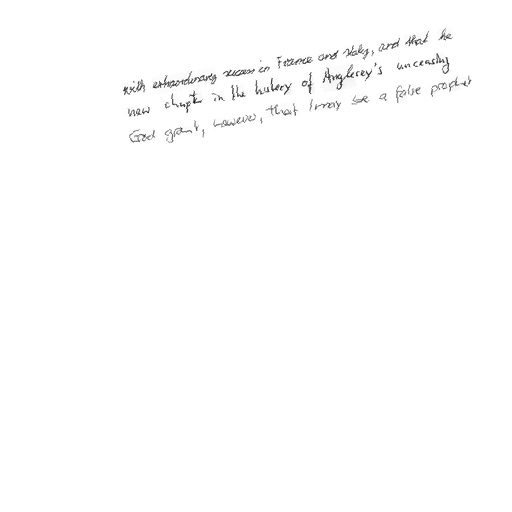 with extraordinary success in France and Italy, and that he
new chapter in the history of Anglesey's unceasing
God grant, however, that I may be a false prophet